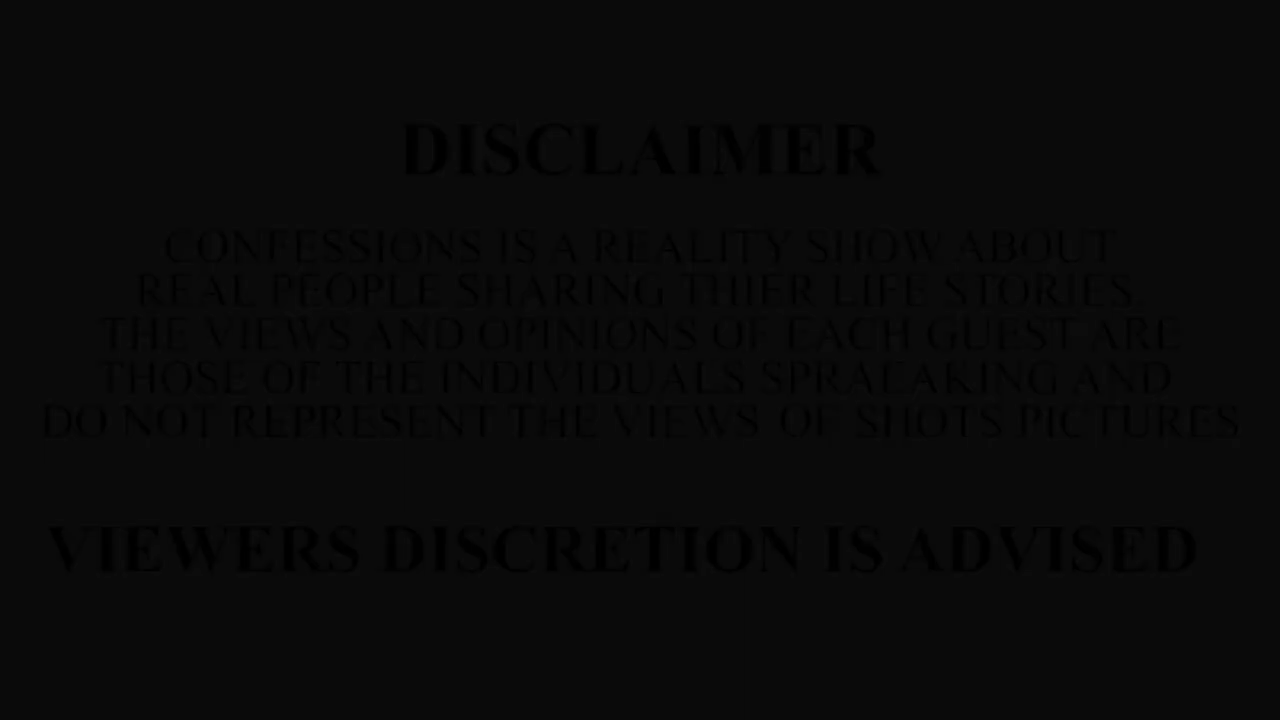 DISCLAIMER
CONFESSIONS IS A REALITY SHOW ABOUT
REAL PEOPLE SHARING THIER LIFE STORIES.
THE VIEWS AND OPINIONS OF EACH GUEST ARE
THOSE OF THE INDIVIDUALS SPRALAKING AND
DO NOT REPRESENT THE VIEWS OF SHOTS PICTURES
VIEWERS DISCRETION IS ADVISED